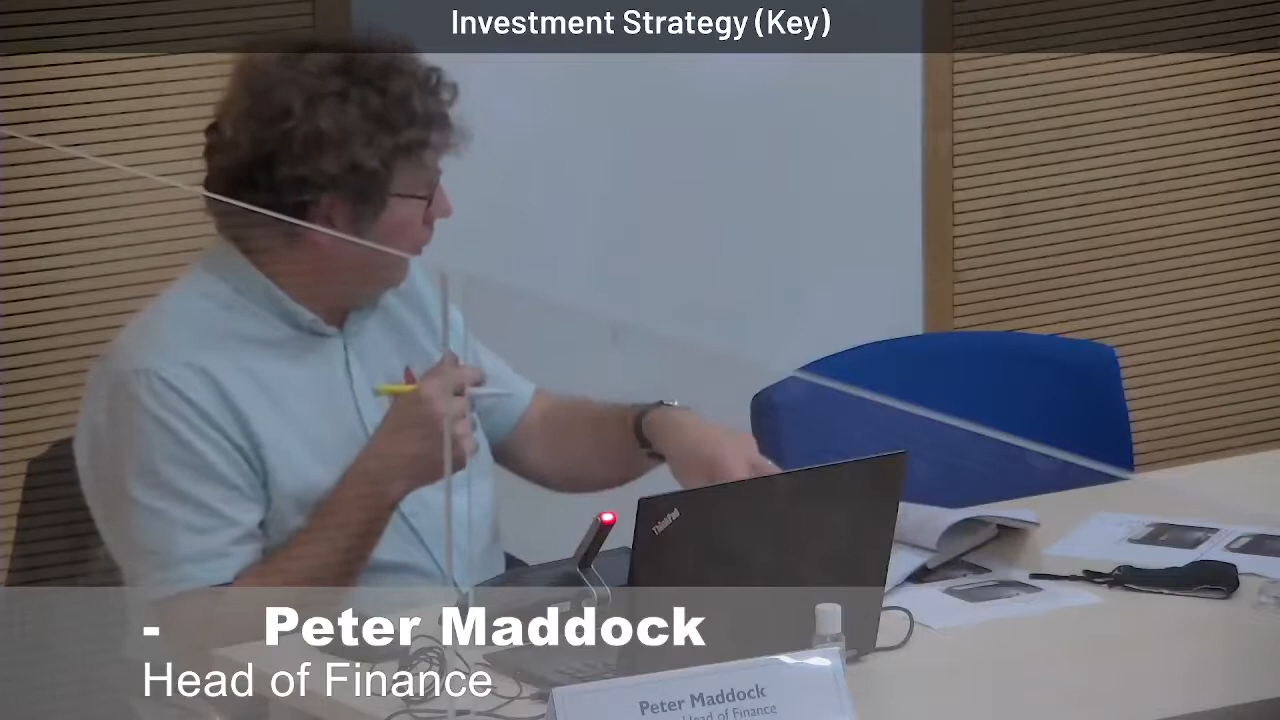 Investment Strategy (Key)
ThinkPad
- Peter Maddock
Head of Finance
Peter Maddock
Head of Finance